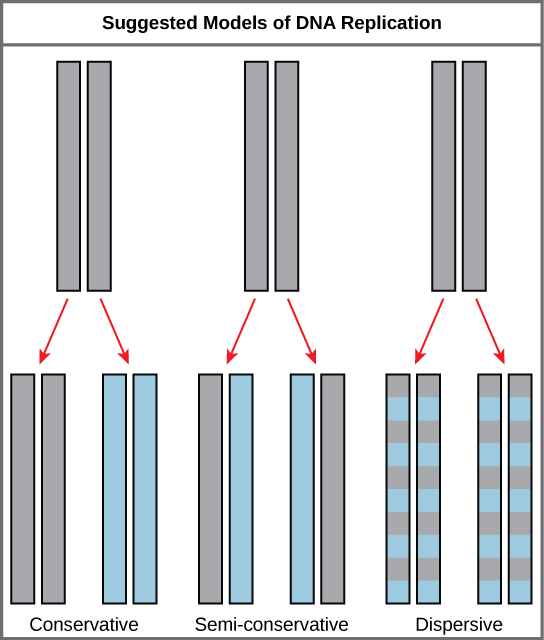 Suggested Models of DNA Replication
Conservative
Semi-conservative
Dispersive